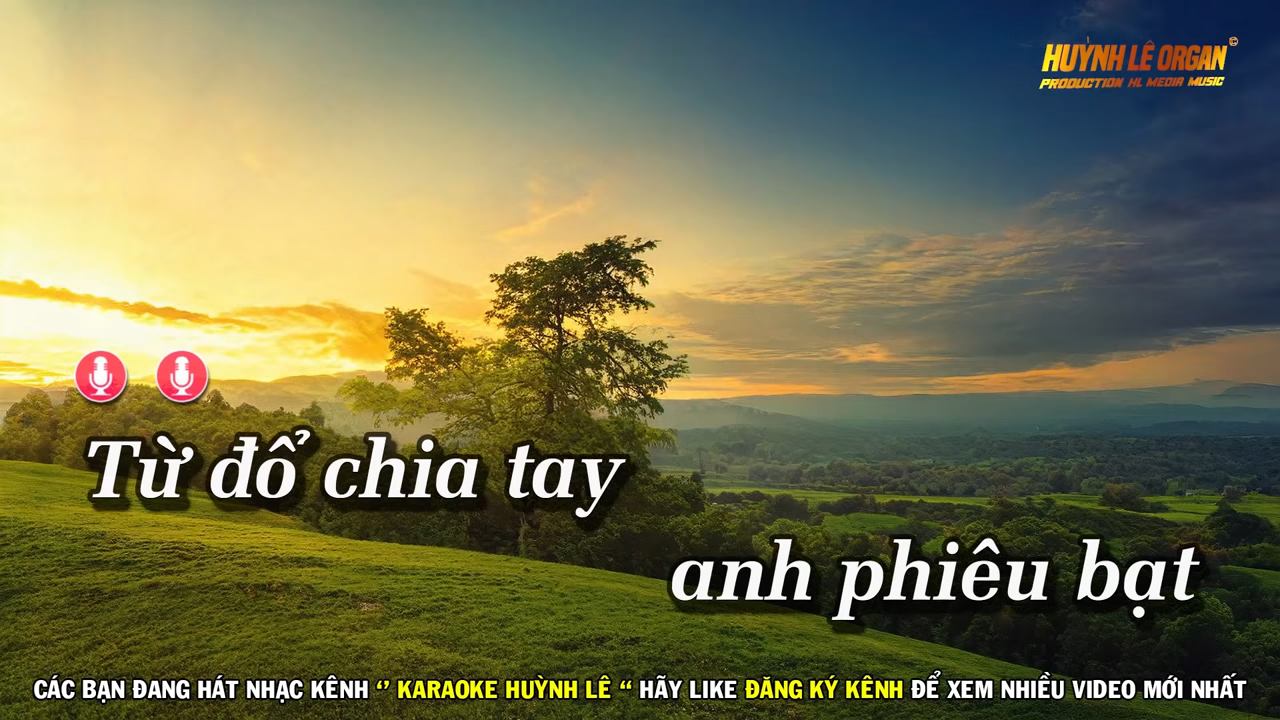 HUỲNH LÊ ORGAN
PRODUCTION HL MEDIA MUSIC
Từ đổ chia tay
anh phiêu bạt
CÁC BẠN ĐANG HÁT NHẠC KÊNH ‘’ KARAOKE HUỲNH LÊ “ HÃY LIKE ĐĂNG KÝ KÊNH ĐỂ XEM NHIỀU VIDEO MỚI NHẤT